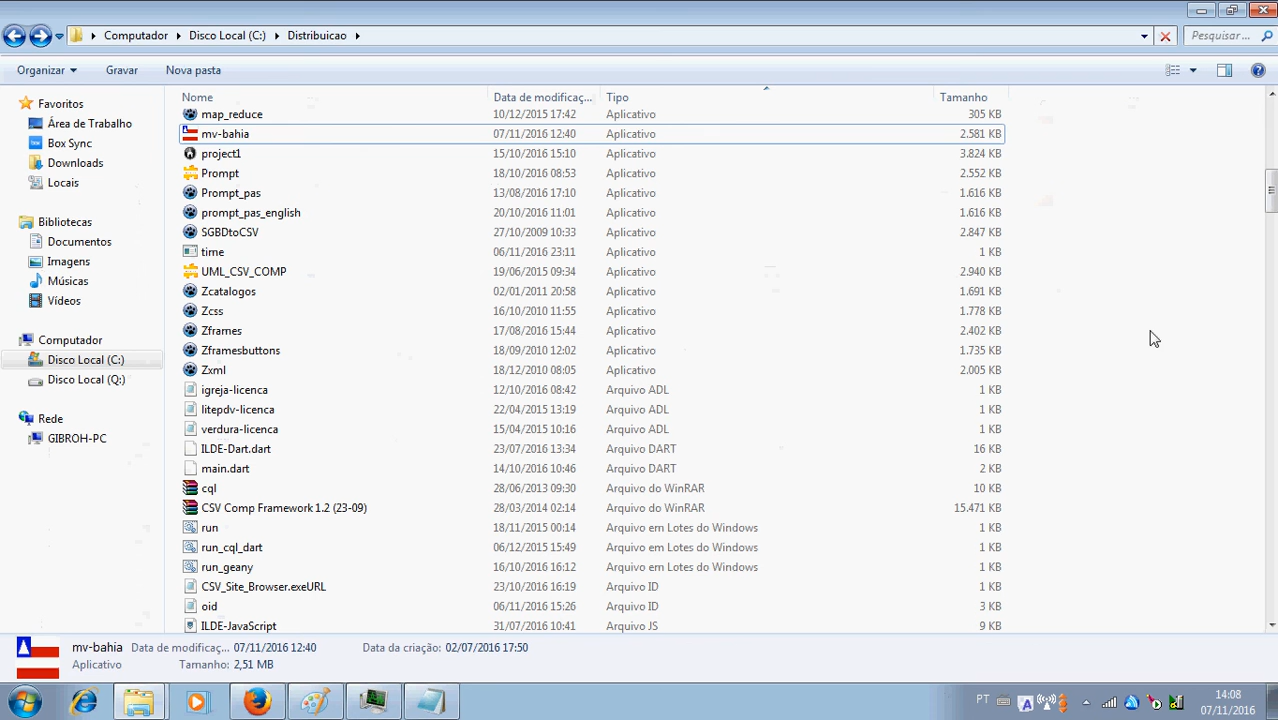 Computador Disco Local (C:) Distribuicao Pesquisar ...
Organizar Gravar Nova pasta
Nome Data de modificaç... Tipo Tamanho
Favoritos
Área de Trabalho
Box Sync
Downloads
Locais
Bibliotecas
Documentos
Imagens
Músicas
Vídeos
Computador
Disco Local (C:)
Disco Local (Q:)
Rede
GIBROH-PC
map_reduce 10/12/2015 17:42 Aplicativo 305 KB
mv-bahia 07/11/2016 12:40 Aplicativo 2.581 KB
project1 15/10/2016 15:10 Aplicativo 3.824 KB
Prompt 18/10/2016 08:53 Aplicativo 2.552 KB
Prompt_pas 13/08/2016 17:10 Aplicativo 1.616 KB
prompt_pas_english 20/10/2016 11:01 Aplicativo 1.616 KB
SGBDtoCSV 27/10/2009 10:33 Aplicativo 2.847 KB
time 06/11/2016 23:11 Aplicativo 1 KB
UML_CSV_COMP 19/06/2015 09:34 Aplicativo 2.940 KB
Zcatalogos 02/01/2011 20:58 Aplicativo 1.691 KB
Zcss 16/10/2010 11:55 Aplicativo 1.778 KB
Zframes 17/08/2016 15:44 Aplicativo 2.402 KB
Zframesbuttons 18/09/2010 12:02 Aplicativo 1.735 KB
Zxml 18/12/2010 08:05 Aplicativo 2.005 KB
igreja-licenca 12/10/2016 08:42 Arquivo ADL 1 KB
litepdv-licenca 22/04/2015 13:19 Arquivo ADL 1 KB
verdura-licenca 15/04/2015 10:16 Arquivo ADL 1 KB
ILDE-Dart.dart 23/07/2016 13:34 Arquivo DART 16 KB
main.dart 14/10/2016 10:46 Arquivo DART 2 KB
cql 28/06/2013 09:30 Arquivo do WinRAR 10 KB
CSV Comp Framework 1.2 (23-09) 28/03/2014 02:14 Arquivo do WinRAR 15.471 KB
run 18/11/2015 00:14 Arquivo em Lotes do Windows 1 KB
run_cql_dart 06/12/2015 15:49 Arquivo em Lotes do Windows 1 KB
run_geany 16/10/2016 16:12 Arquivo em Lotes do Windows 1 KB
CSV_Site_Browser.exeURL 23/10/2016 16:19 Arquivo ID 1 KB
oid 06/11/2016 15:26 Arquivo ID 3 KB
ILDE-JavaScript 31/07/2016 10:41 Arquivo JS 9 KB
mv-bahia Data de modificaç... 07/11/2016 12:40 Data da criação: 02/07/2016 17:50
Aplicativo Tamanho: 2,51 MB
PT 14:08
07/11/2016